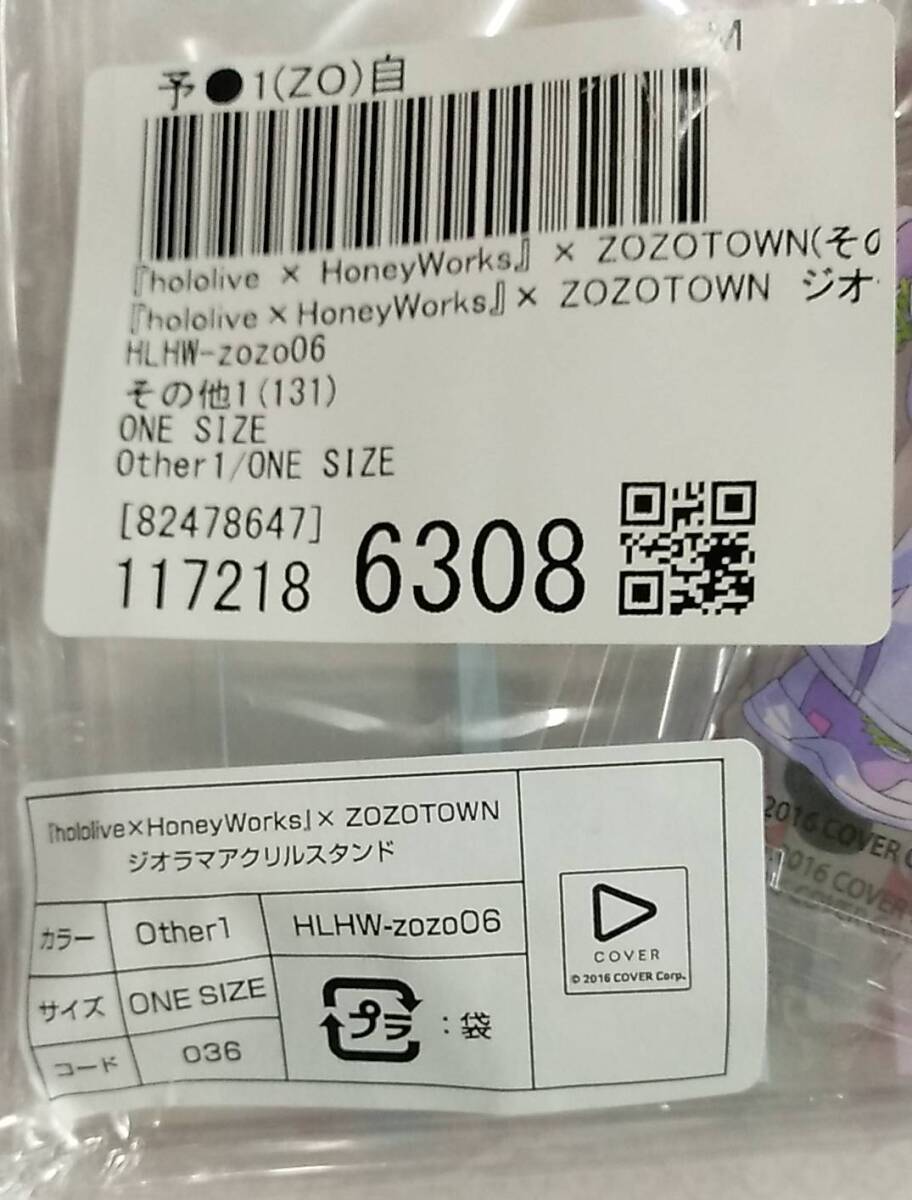 M
予●1(ZO)自
『hololive × HoneyWorks』 × ZOZOTOWN(その
『hololive×HoneyWorks』× ZOZOTOWN ジオ
HLHW-zozo06
その他1(131)
ONE SIZE
Other1/ONE SIZE
[82478647]
117218 6308
『hololive×HoneyWorks』× ZOZOTOWN
ジオラマアクリルスタンド
カラー Other1 HLHW-zozo06
サイズ ONE SIZE
プラ :袋
コード 036
COVER
© 2016 COVER Corp.
2016 COVER
2016 COVER
COVER